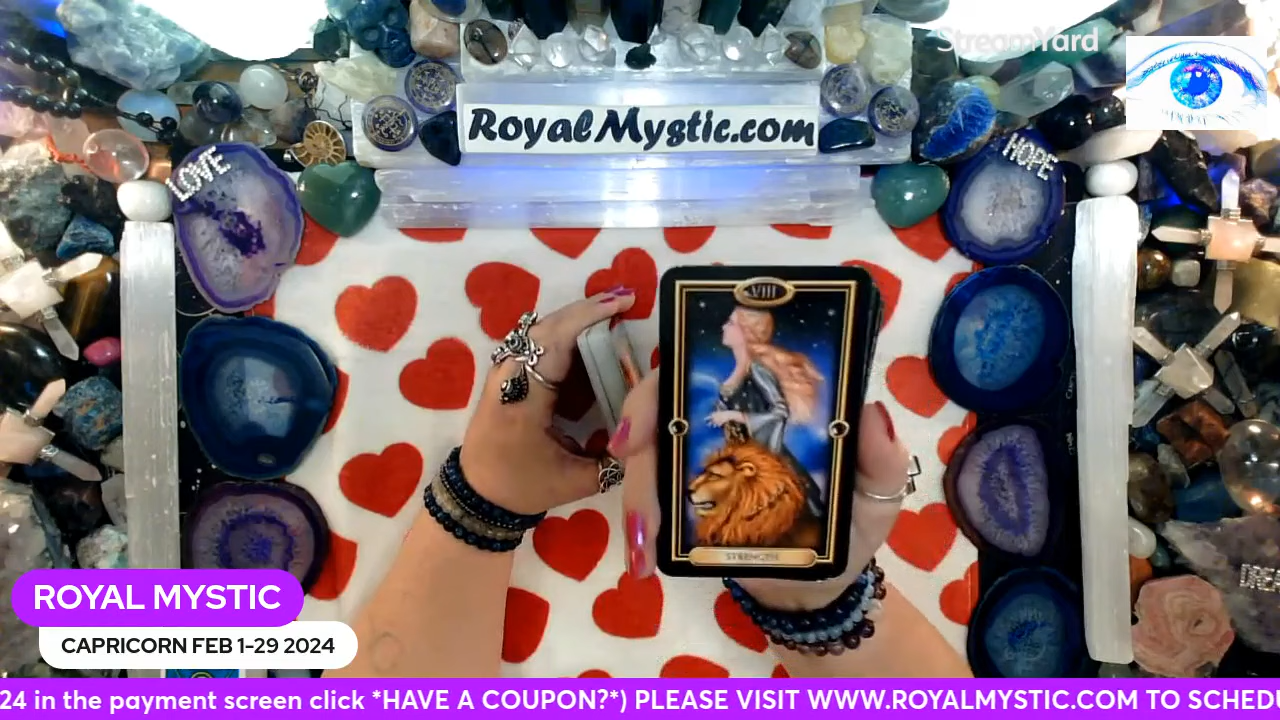 StreamYard
RoyalMystic.com
LOVE
HOPE
VIII
STRENGTH
ROYAL MYSTIC
CAPRICORN FEB 1-29 2024
24 in the payment screen click *HAVE A COUPON?*) PLEASE VISIT WWW.ROYALMYSTIC.COM TO SCHEDU